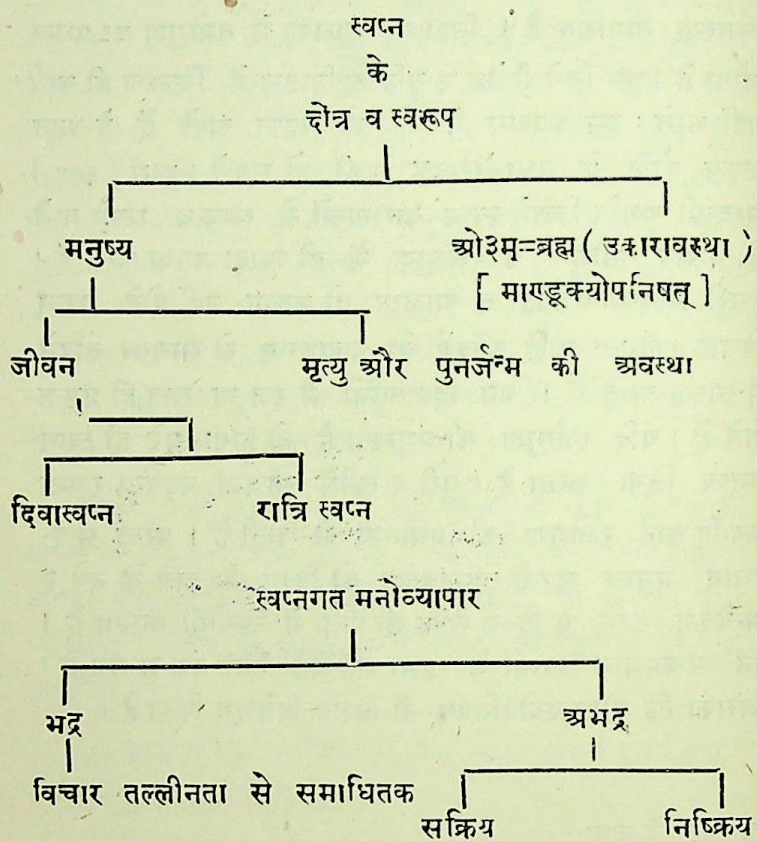 स्वप्न
के
दोत्र व स्वरूप
मनुष्य
ओ३म्=ब्रह्म ( उकारावस्था )
[ माण्डूक्योपनिषत् ]
जीवन
मृत्यु और पुनर्जन्म की अवस्था
दिवास्वप्न
रात्रि स्वप्न
स्वप्नगत मनोव्यापार
भद्र
अभद्र
विचार तल्लीनता से समाधितक
सक्रिय
निष्क्रिय